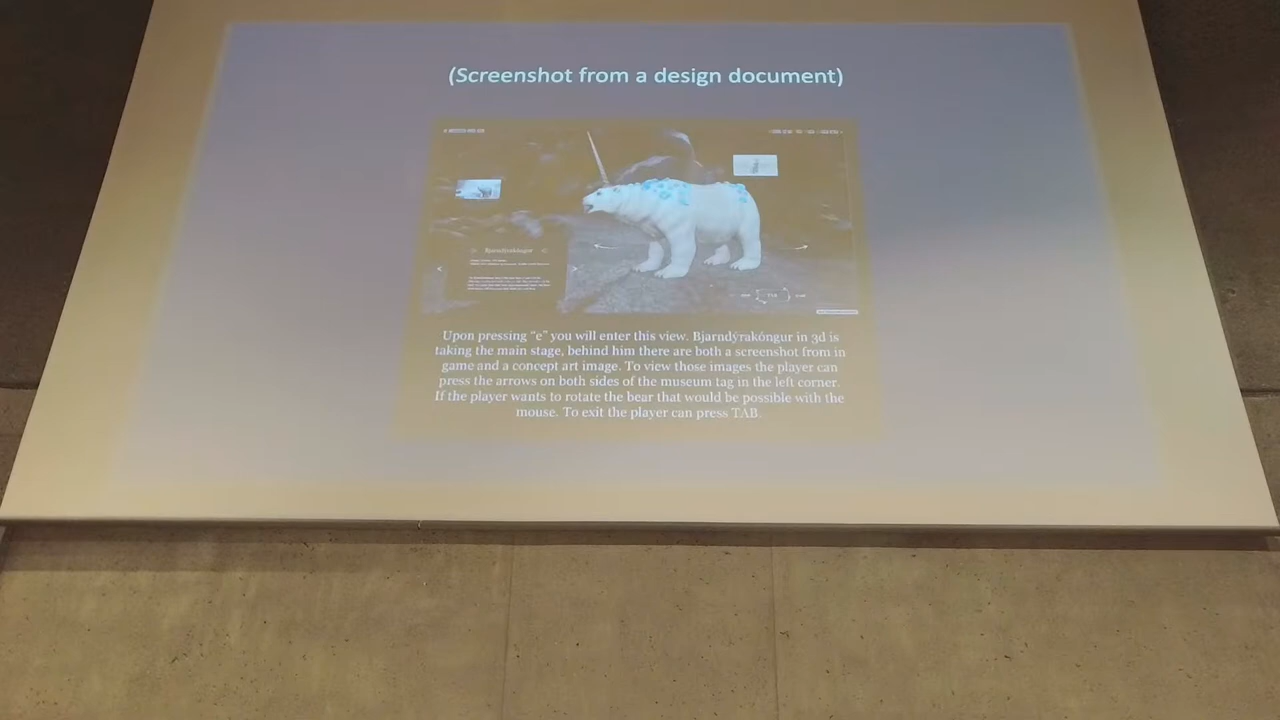 (Screenshot from a design document)
Bjarndýrakóngur
Upon pressing "e" you will enter this view. Bjarndýrakóngur in 3d is
taking the main stage, behind him there are both a screenshot from in
game and a concept art image. To view those images the player can
press the arrows on both sides of the museum tag in the left corner.
If the player wants to rotate the bear that would be possible with the
mouse. To exit the player can press TAB.